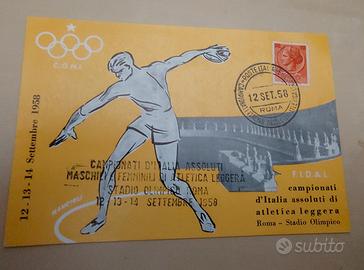 C.O.N.I.
12 - 13 - 14 Settembre 1958
12 SET. 58
ROMA
CAMPIONATI D'ITALIA ASSOLUTI
MASCHILI E FEMMINILI DI ATLETICA LEGGERA
STADIO OLIMPICO ROMA
12 - 13 - 14 SETTEMBRE 1958
F.I.D.A.L.
campionati
d'Italia assoluti di
atletica leggera
Roma - Stadio Olimpico
subito